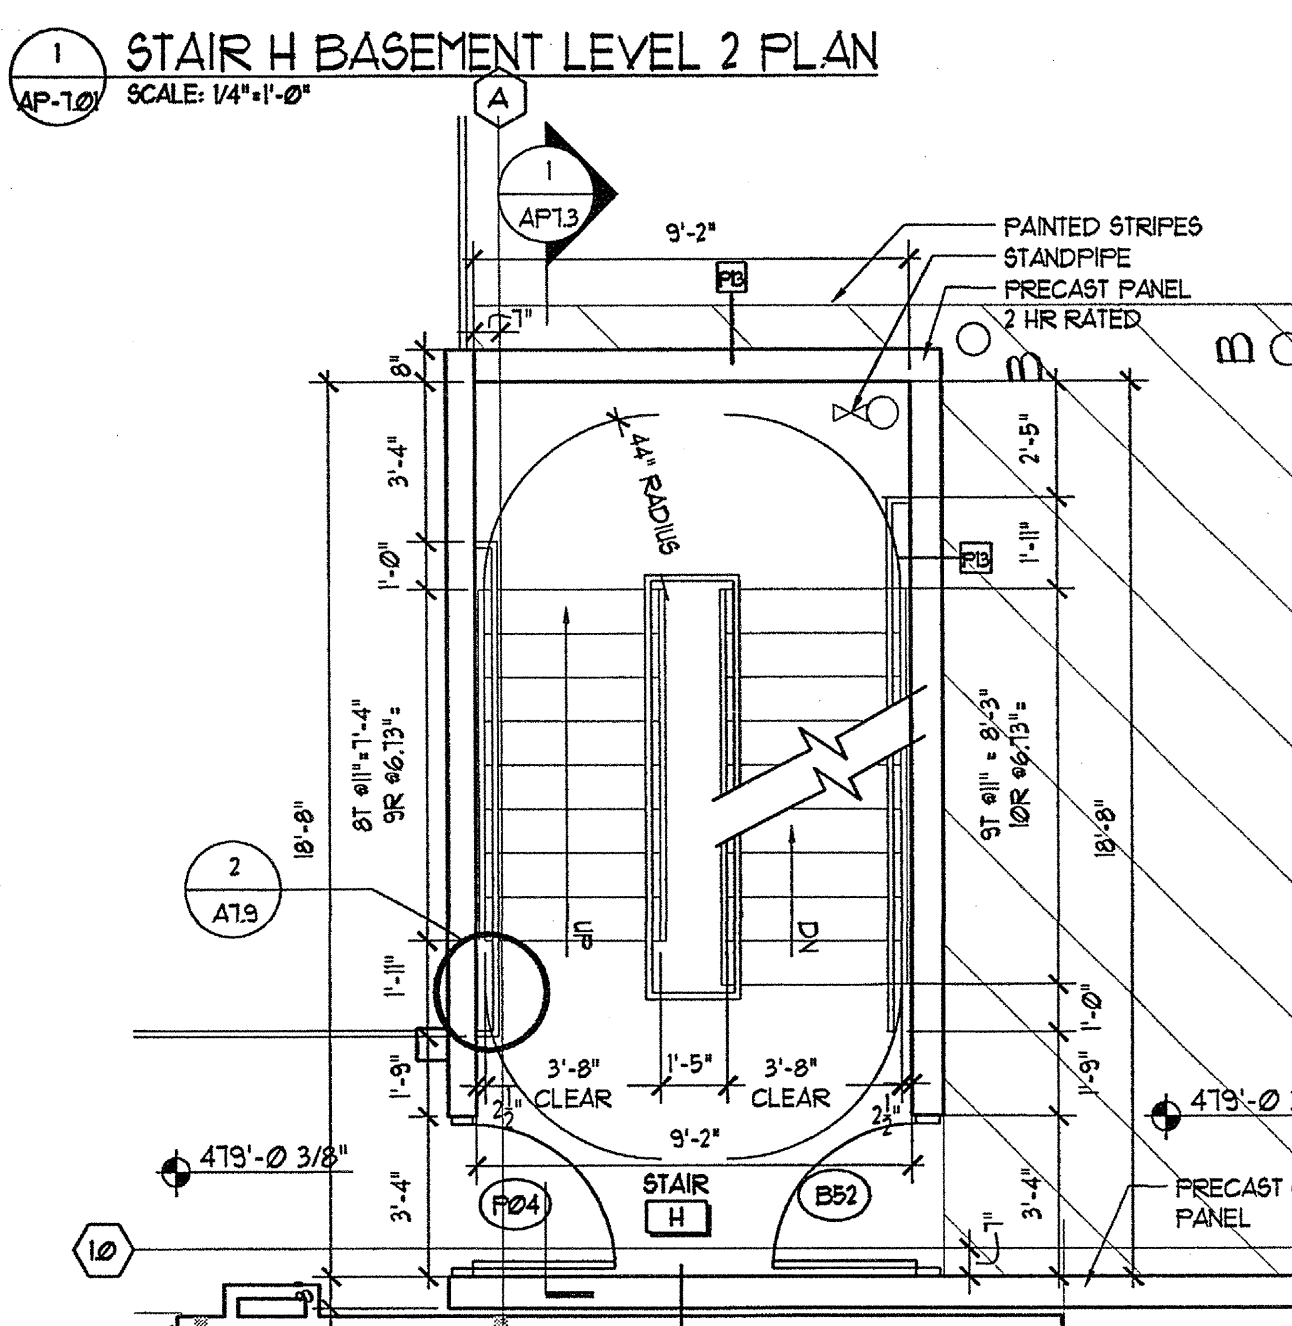 1
AP-7.01
STAIR H BASEMENT LEVEL 2 PLAN
SCALE: 1/4"=1'-0"
A
1
AP7.3
9'-2"
PAINTED STRIPES
STANDPIPE
PRECAST PANEL
2 HR RATED
P13
7"
8"
B
B
44" RADIUS
3'-4"
2'-5"
1'-0"
1'-11"
P13
8T @11"=7'-4"
9R @6.73"=
9T @11" = 8'-3"
10R @6.73"=
18'-8"
18'-8"
2
A7.9
UP
DN
1'-11"
1'-0"
1'-9"
1'-9"
3'-8"
CLEAR
1'-5"
3'-8"
CLEAR
2 1/2"
2 1/2"
9'-2"
479'-0 3/8"
479'-0
3'-4"
3'-4"
STAIR
H
P04
B52
PRECAST
PANEL
7"
10
8"